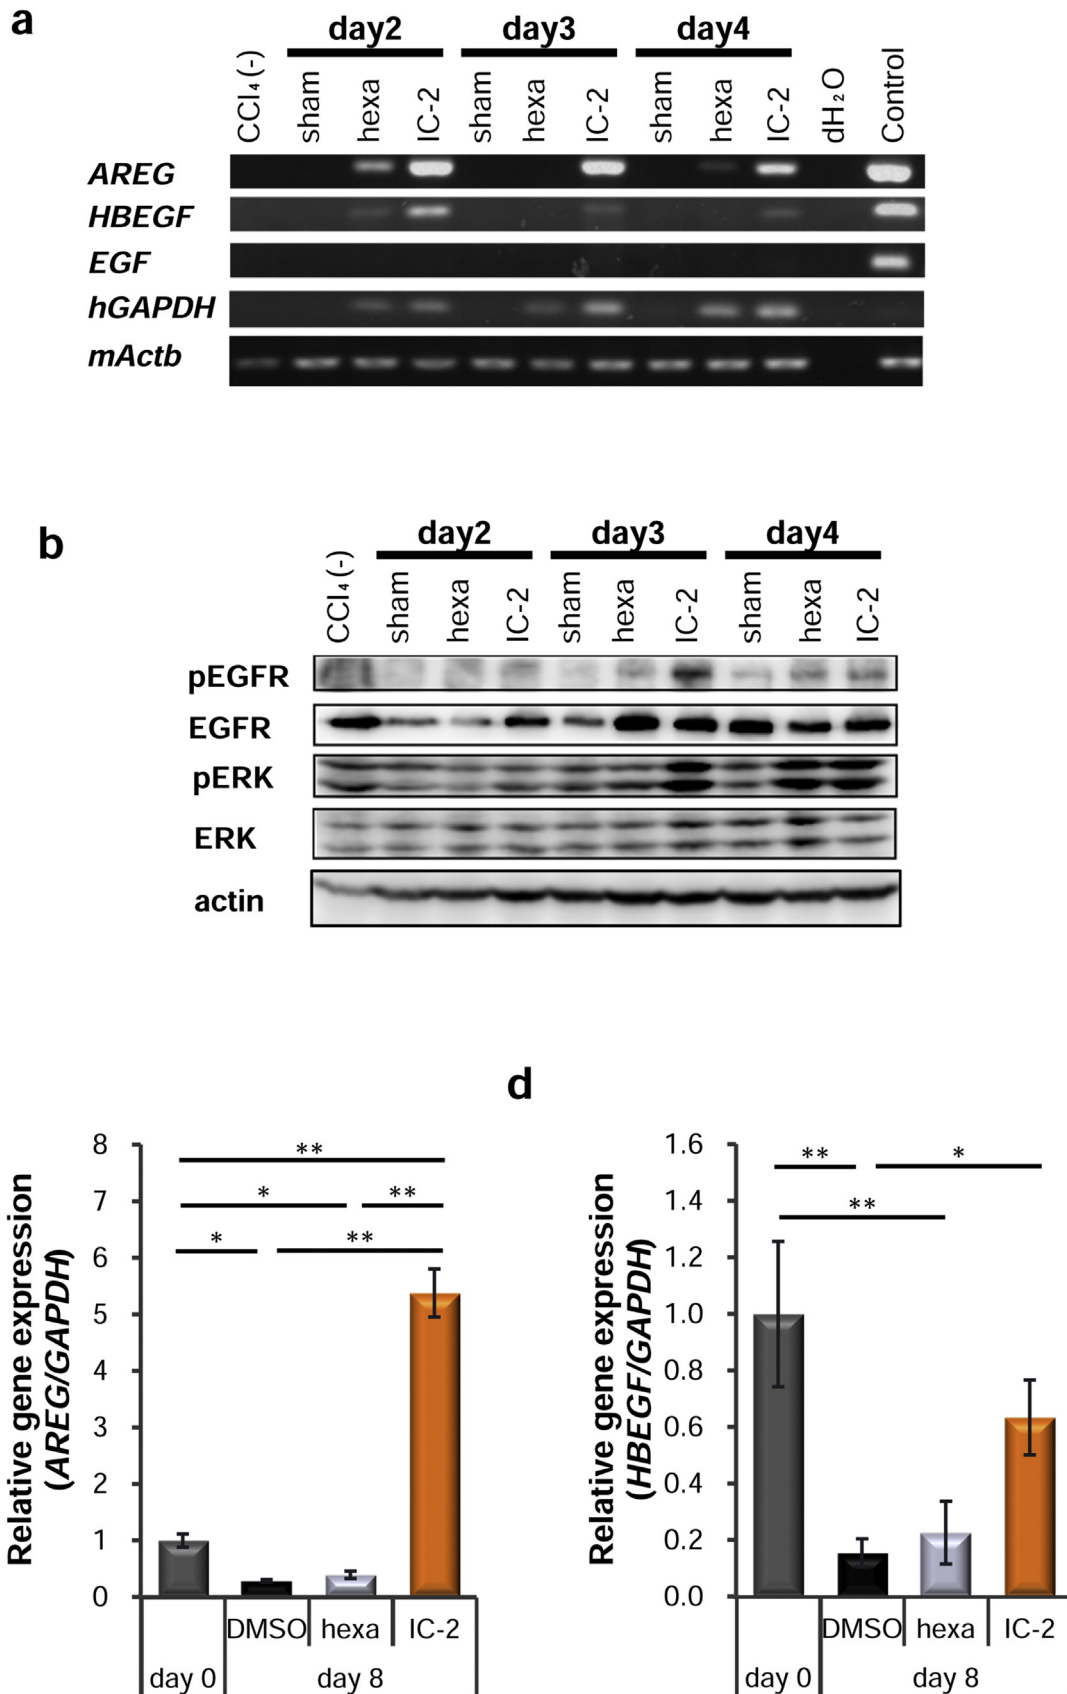 a
day2 day3 day4
CCl₄(-) sham hexa IC-2 sham hexa IC-2 sham hexa IC-2 dH₂O Control
AREG
HBEGF
EGF
hGAPDH
mActb
b
day2 day3 day4
CCl₄(-) sham hexa IC-2 sham hexa IC-2 sham hexa IC-2
pEGFR
EGFR
pERK
ERK
actin
Relative gene expression
(AREG/GAPDH)
8
7
6
5
4
3
2
1
0
**
* **
* **
DMSO hexa IC-2
day 0 day 8
d
Relative gene expression
(HBEGF/GAPDH)
1.6
1.4
1.2
1.0
0.8
0.6
0.4
0.2
0.0
** *
**
DMSO hexa IC-2
day 0 day 8